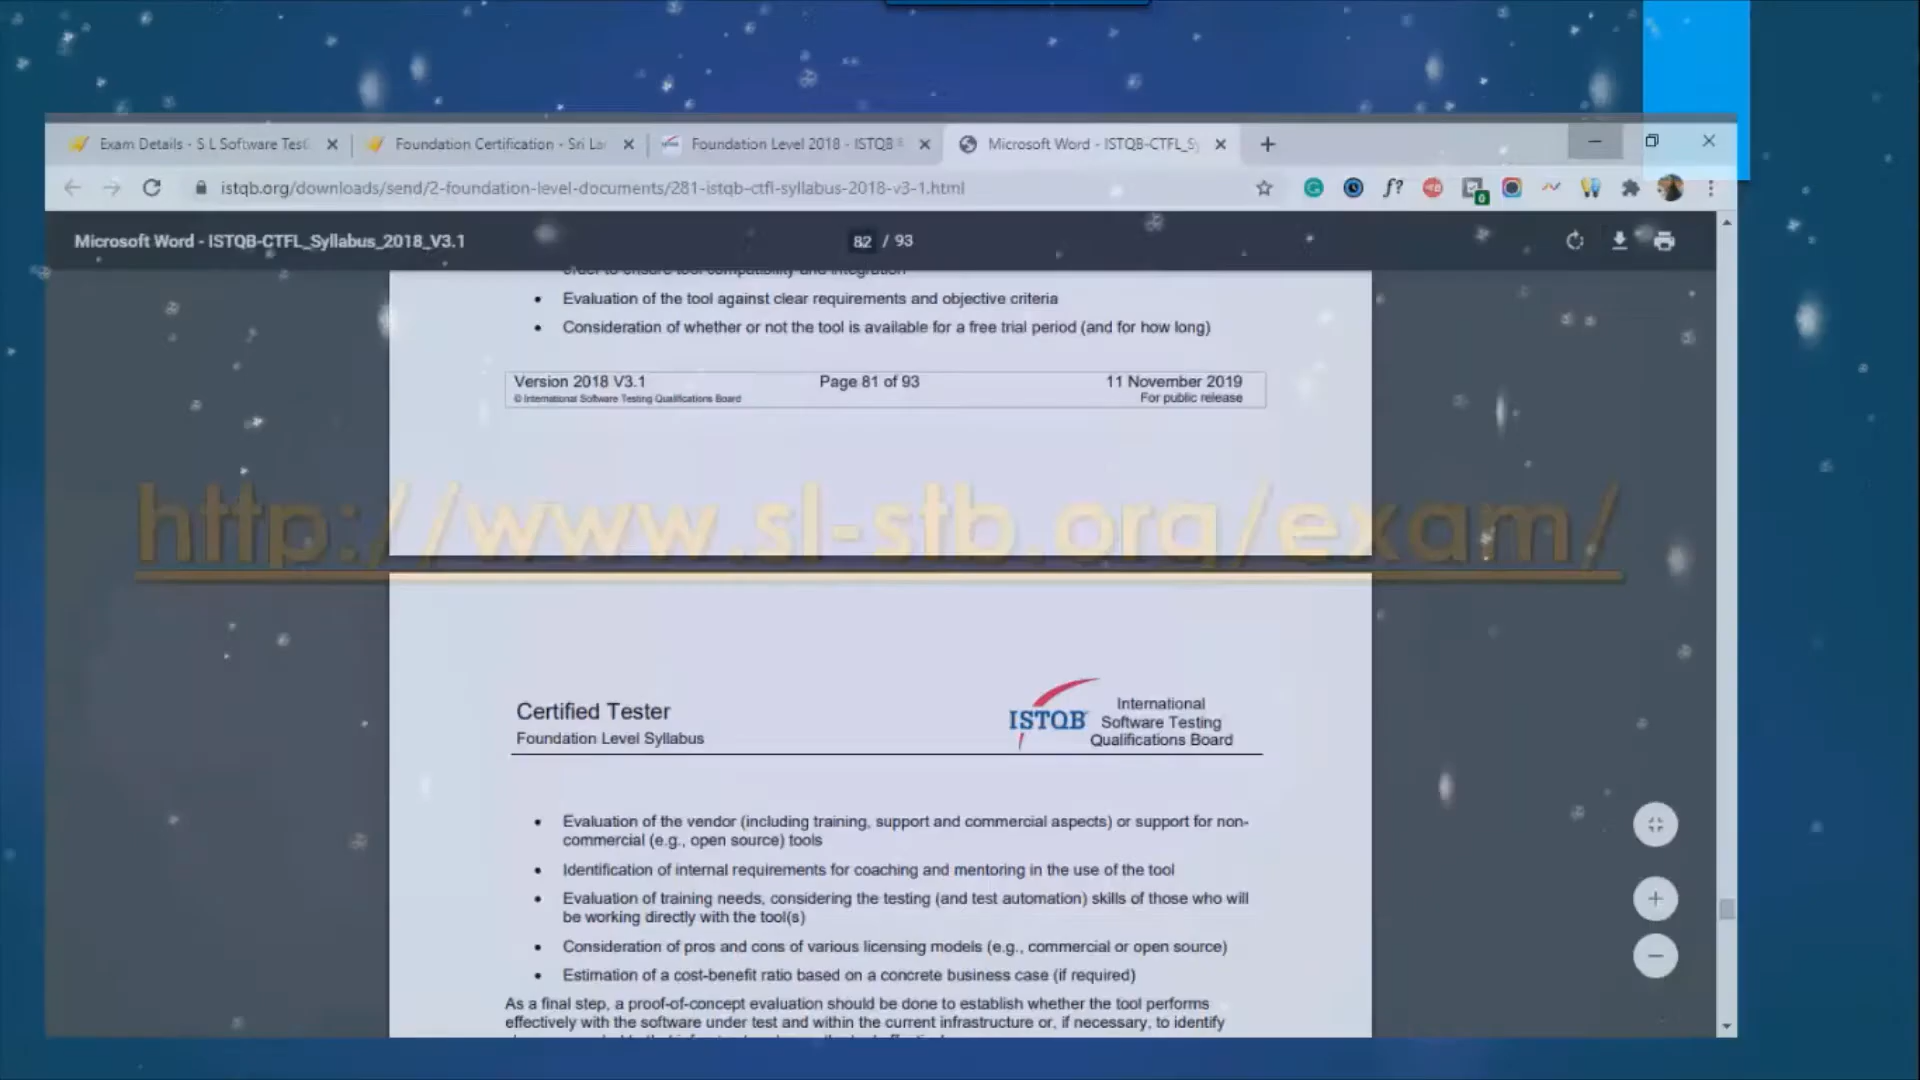 Exam Details - S L Software Test
Foundation Certification - Sri La
Foundation Level 2018 - ISTQB
Microsoft Word - ISTQB-CTFL_S
istqb.org/downloads/send/2-foundation-level-documents/281-istqb-ctfl-syllabus-2018-v3-1.html
Microsoft Word - ISTQB-CTFL_Syllabus_2018_V3.1
82 / 93
order to ensure tool compatibility and integration
• Evaluation of the tool against clear requirements and objective criteria
• Consideration of whether or not the tool is available for a free trial period (and for how long)
Version 2018 V3.1 Page 81 of 93 11 November 2019
© International Software Testing Qualifications Board For public release
http://www.sl-stb.org/exam/
Certified Tester
Foundation Level Syllabus
ISTQB
International
Software Testing
Qualifications Board
• Evaluation of the vendor (including training, support and commercial aspects) or support for non-
commercial (e.g., open source) tools
• Identification of internal requirements for coaching and mentoring in the use of the tool
• Evaluation of training needs, considering the testing (and test automation) skills of those who will
be working directly with the tool(s)
• Consideration of pros and cons of various licensing models (e.g., commercial or open source)
• Estimation of a cost-benefit ratio based on a concrete business case (if required)
As a final step, a proof-of-concept evaluation should be done to establish whether the tool performs
effectively with the software under test and within the current infrastructure or, if necessary, to identify